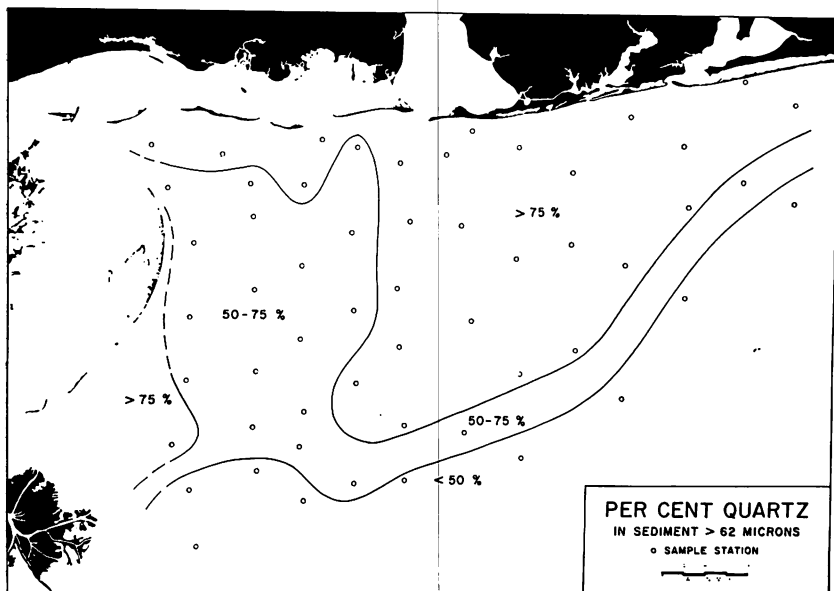 > 75 %
50-75 %
> 75 %
50-75 %
< 50 %
PER CENT QUARTZ
IN SEDIMENT > 62 MICRONS
o SAMPLE STATION